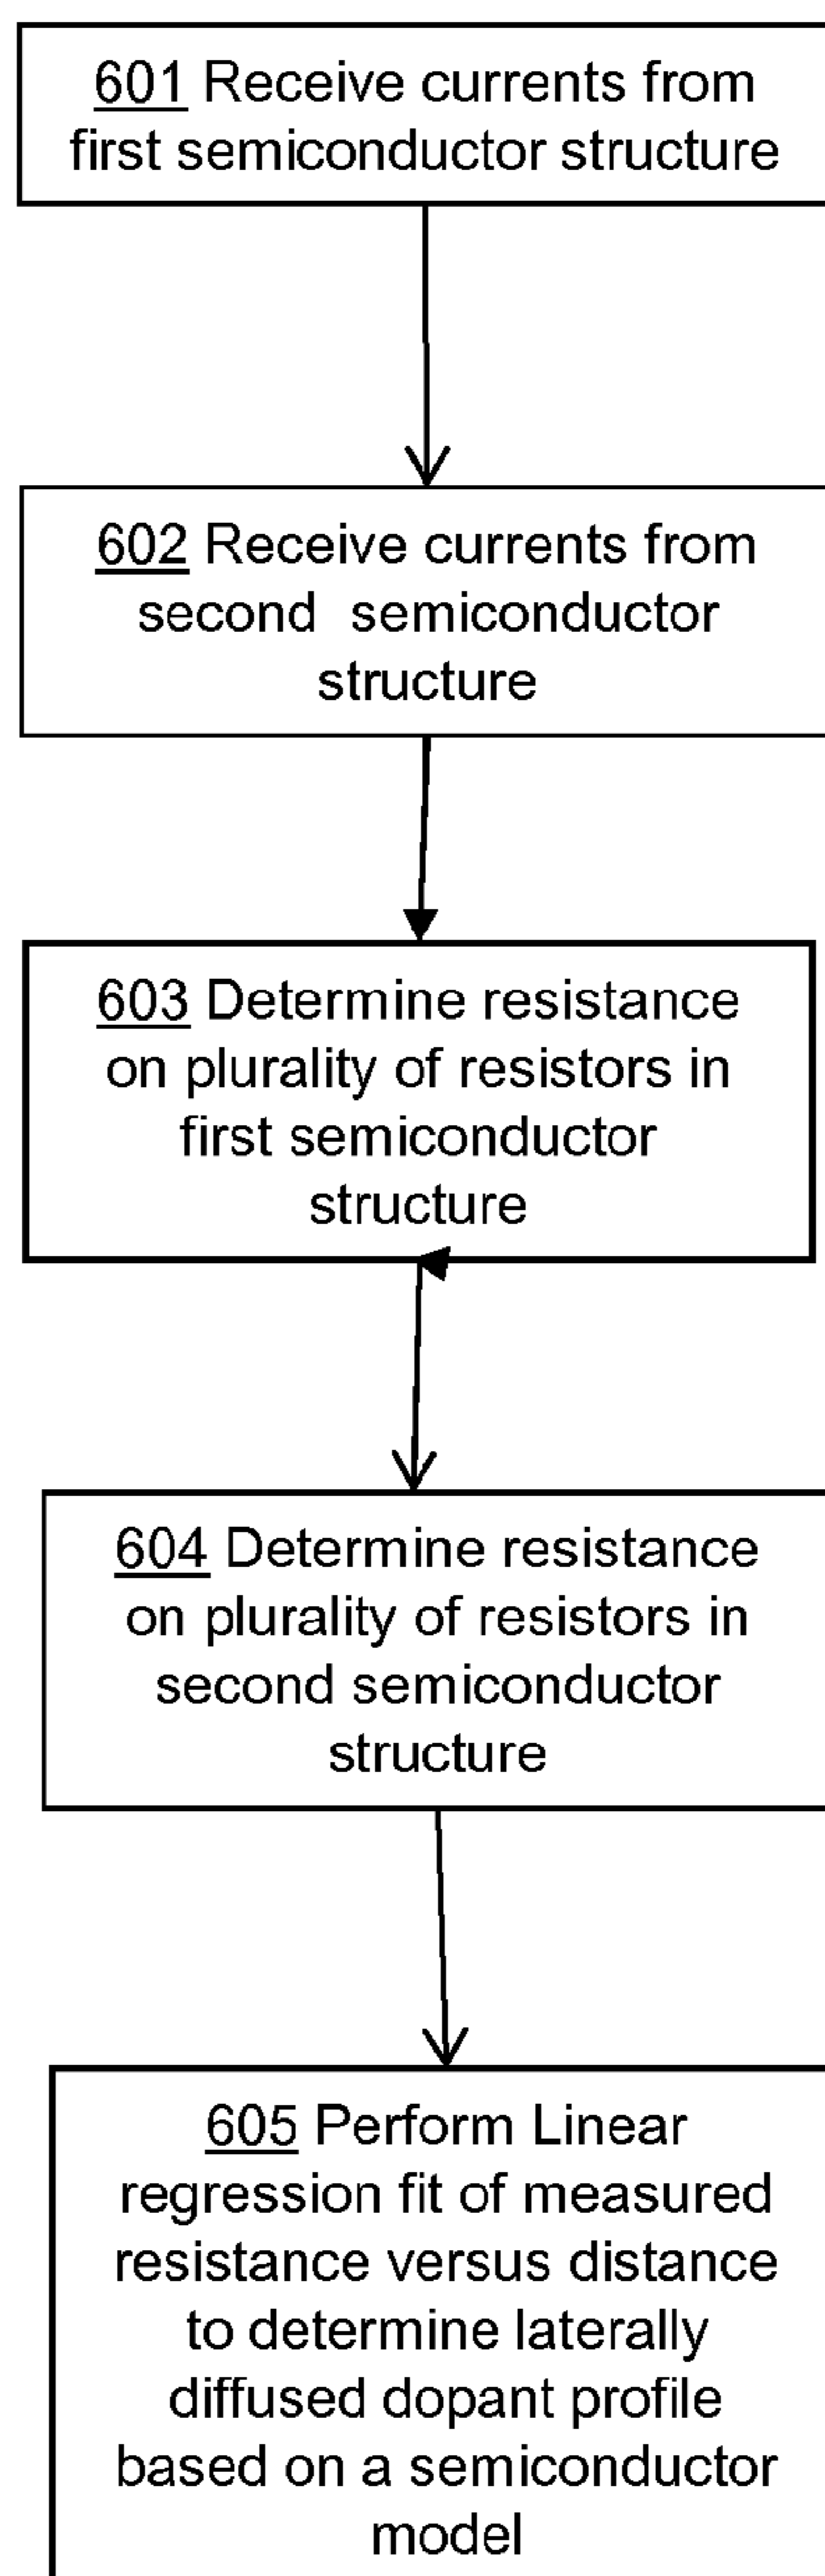 601 Receive currents from
first semiconductor structure
602 Receive currents from
second semiconductor
structure
603 Determine resistance
on plurality of resistors in
first semiconductor
structure
604 Determine resistance
on plurality of resistors in
second semiconductor
structure
605 Perform Linear
regression fit of measured
resistance versus distance
to determine laterally
diffused dopant profile
based on a semiconductor
model